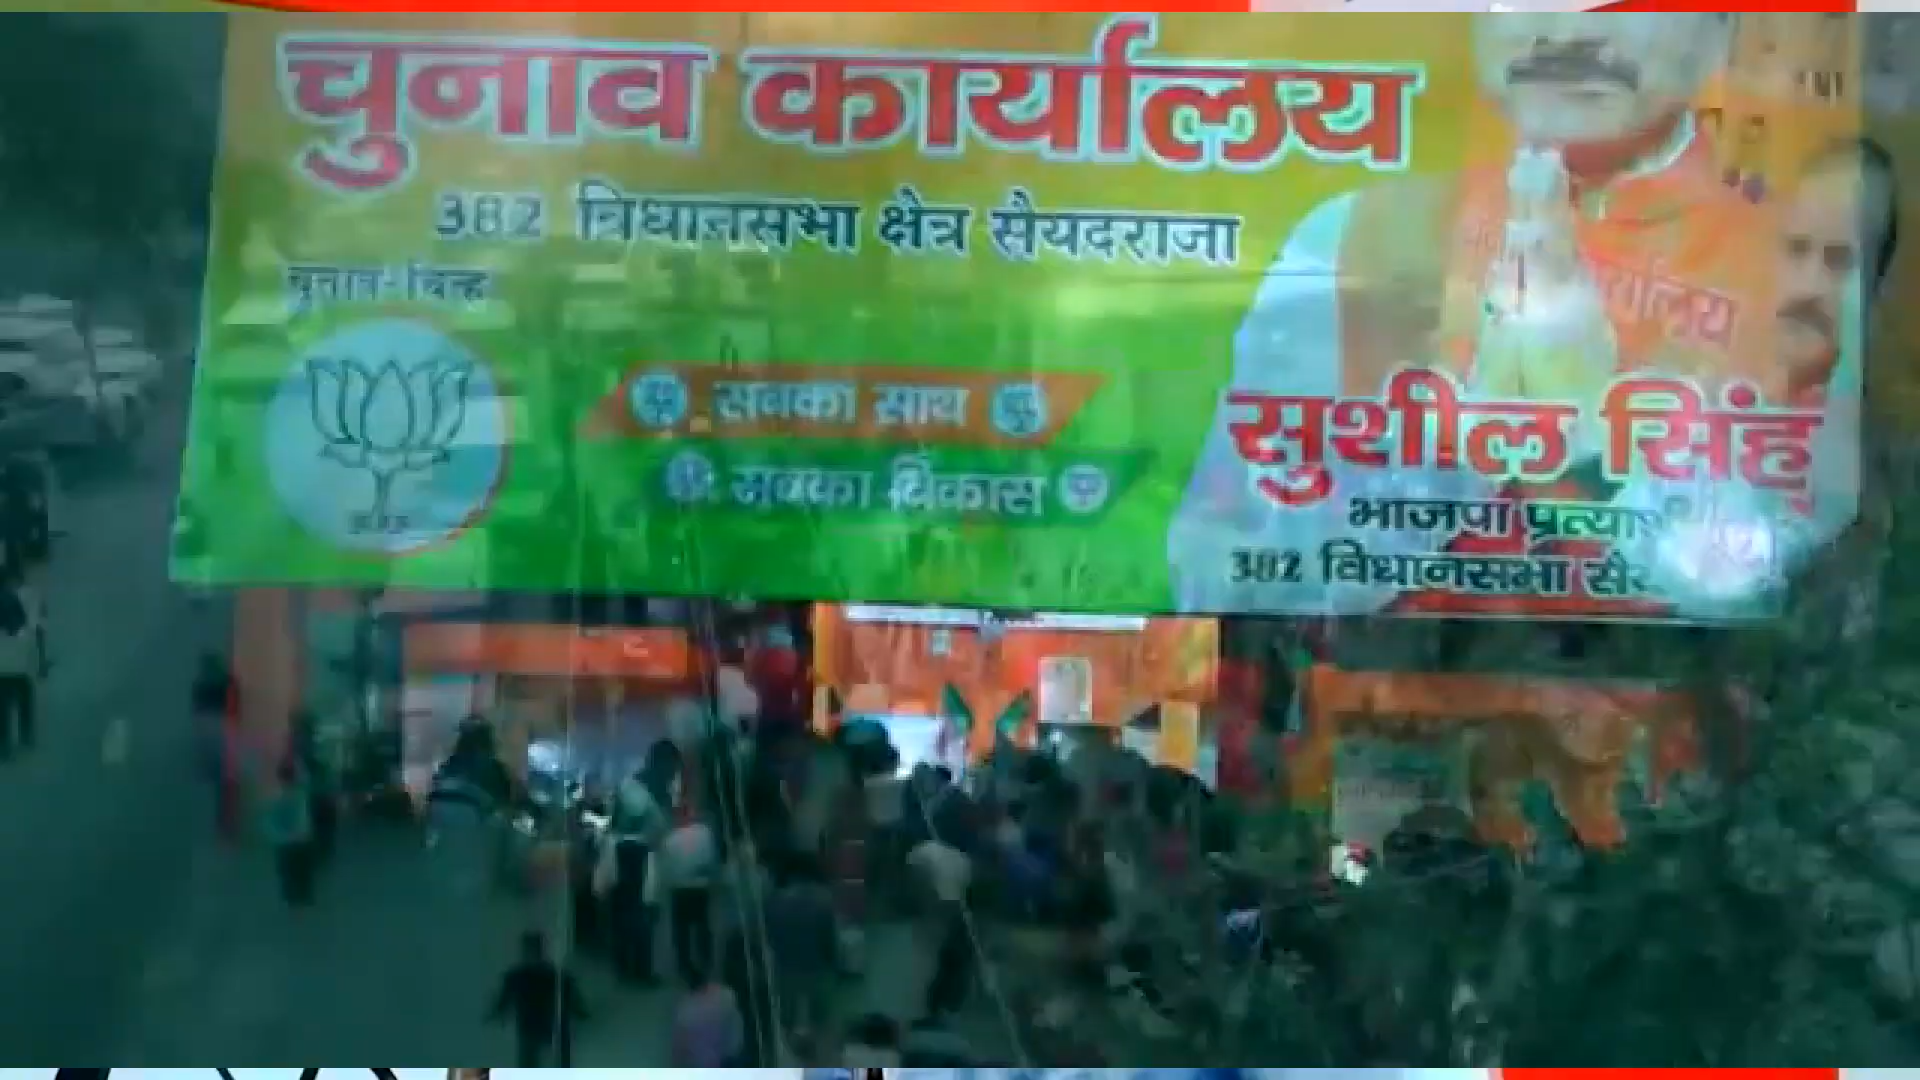 चुनाव कार्यालय
382 विधानसभा क्षेत्र सैयदराजा
चुनाव-चिन्ह
सबका साथ
सबका विकास
सुशील सिंह
भाजपा
382 विधानसभा